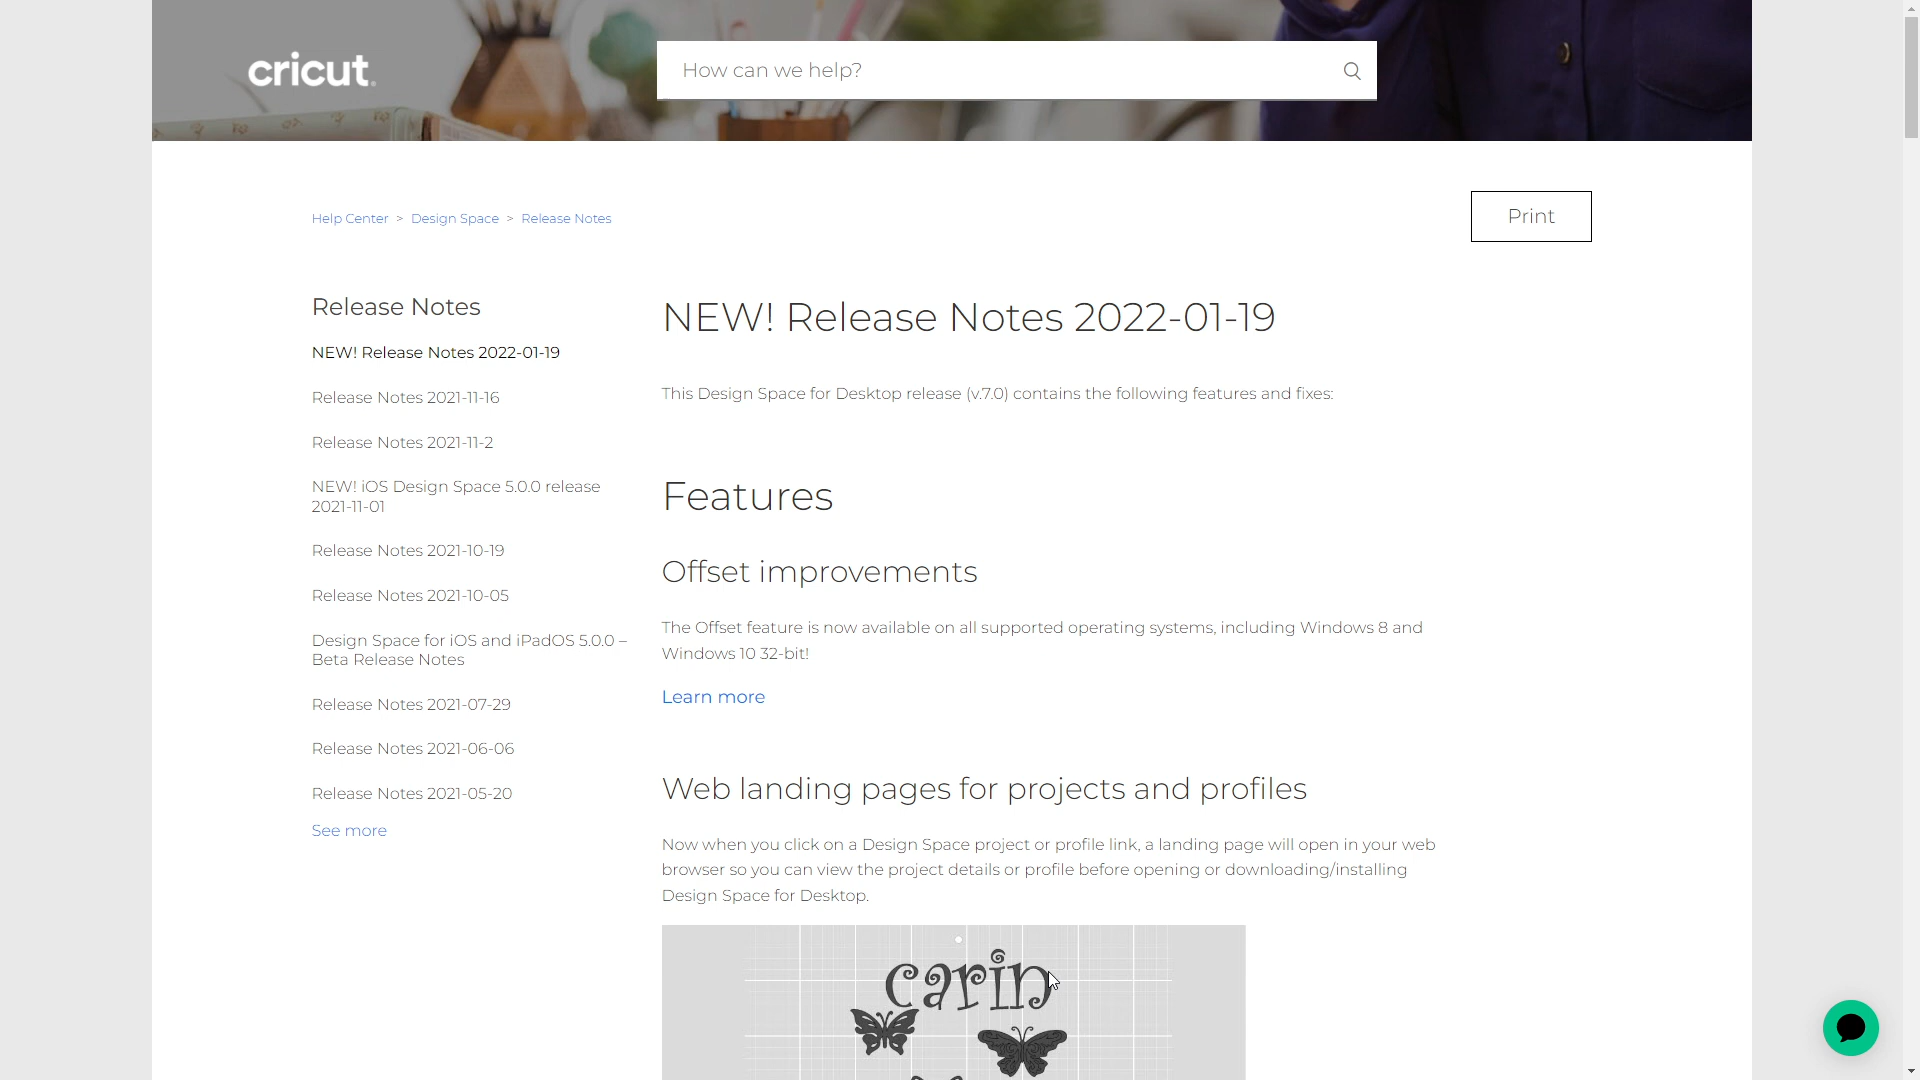 cricut
How can we help?
Help Center > Design Space > Release Notes
Print
Release Notes
NEW! Release Notes 2022-01-19
Release Notes 2021-11-16
Release Notes 2021-11-2
NEW! iOS Design Space 5.0.0 release
2021-11-01
Release Notes 2021-10-19
Release Notes 2021-10-05
Design Space for iOS and iPadOS 5.0.0 –
Beta Release Notes
Release Notes 2021-07-29
Release Notes 2021-06-06
Release Notes 2021-05-20
See more
NEW! Release Notes 2022-01-19
This Design Space for Desktop release (v.7.0) contains the following features and fixes:
Features
Offset improvements
The Offset feature is now available on all supported operating systems, including Windows 8 and
Windows 10 32-bit!
Learn more
Web landing pages for projects and profiles
Now when you click on a Design Space project or profile link, a landing page will open in your web
browser so you can view the project details or profile before opening or downloading/installing
Design Space for Desktop.
carin